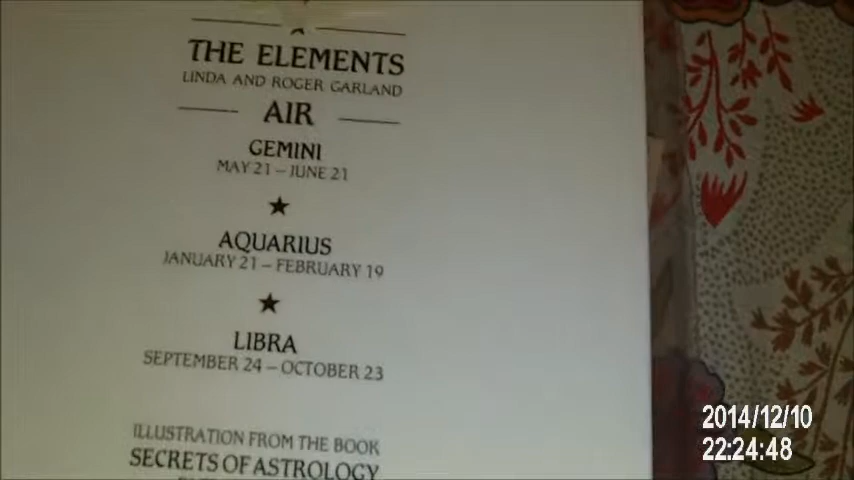 THE ELEMENTS
LINDA AND ROGER GARLAND
AIR
GEMINI
MAY 21 – JUNE 21
★
AQUARIUS
JANUARY 21 – FEBRUARY 19
★
LIBRA
SEPTEMBER 24 – OCTOBER 23
ILLUSTRATION FROM THE BOOK
SECRETS OF ASTROLOGY
2014/12/10
22:24:48